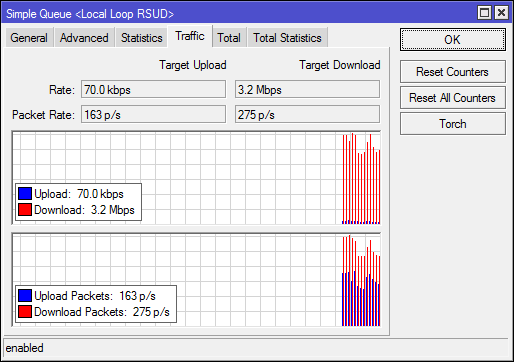 Simple Queue <Local Loop RSUD>
General Advanced Statistics Traffic Total Total Statistics
OK
Target Upload Target Download
Rate: 70.0 kbps 3.2 Mbps
Reset Counters
Packet Rate: 163 p/s 275 p/s
Reset All Counters
Torch
Upload: 70.0 kbps
Download: 3.2 Mbps
Upload Packets: 163 p/s
Download Packets: 275 p/s
enabled